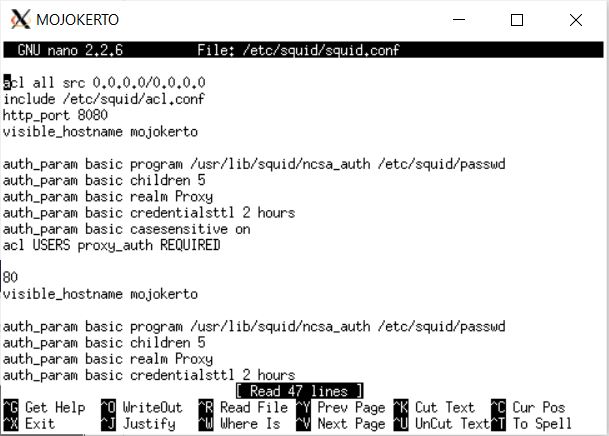 MOJOKERTO
GNU nano 2.2.6 File: /etc/squid/squid.conf
acl all src 0.0.0.0/0.0.0.0
include /etc/squid/acl.conf
http_port 8080
visible_hostname mojokerto
auth_param basic program /usr/lib/squid/ncsa_auth /etc/squid/passwd
auth_param basic children 5
auth_param basic realm Proxy
auth_param basic credentialsttl 2 hours
auth_param basic casesensitive on
acl USERS proxy_auth REQUIRED
80
visible_hostname mojokerto
auth_param basic program /usr/lib/squid/ncsa_auth /etc/squid/passwd
auth_param basic children 5
auth_param basic realm Proxy
auth_param basic credentialsttl 2 hours
[ Read 47 lines ]
^G Get Help ^O WriteOut ^R Read File ^Y Prev Page ^K Cut Text ^C Cur Pos
^X Exit ^J Justify ^W Where Is ^V Next Page ^U UnCut Text ^T To Spell